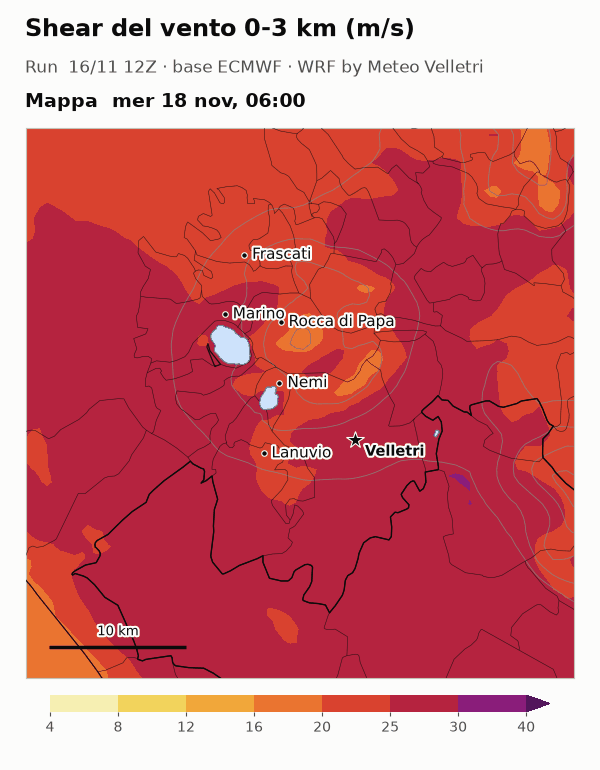 Shear del vento 0-3 km (m/s)
Run  16/11 12Z · base ECMWF · WRF by Meteo Velletri
Mappa  mer 18 nov, 06:00
Frascati
Marino
Rocca di Papa
Nemi
Velletri
Lanuvio
10 km
4 8 12 16 20 25 30 40